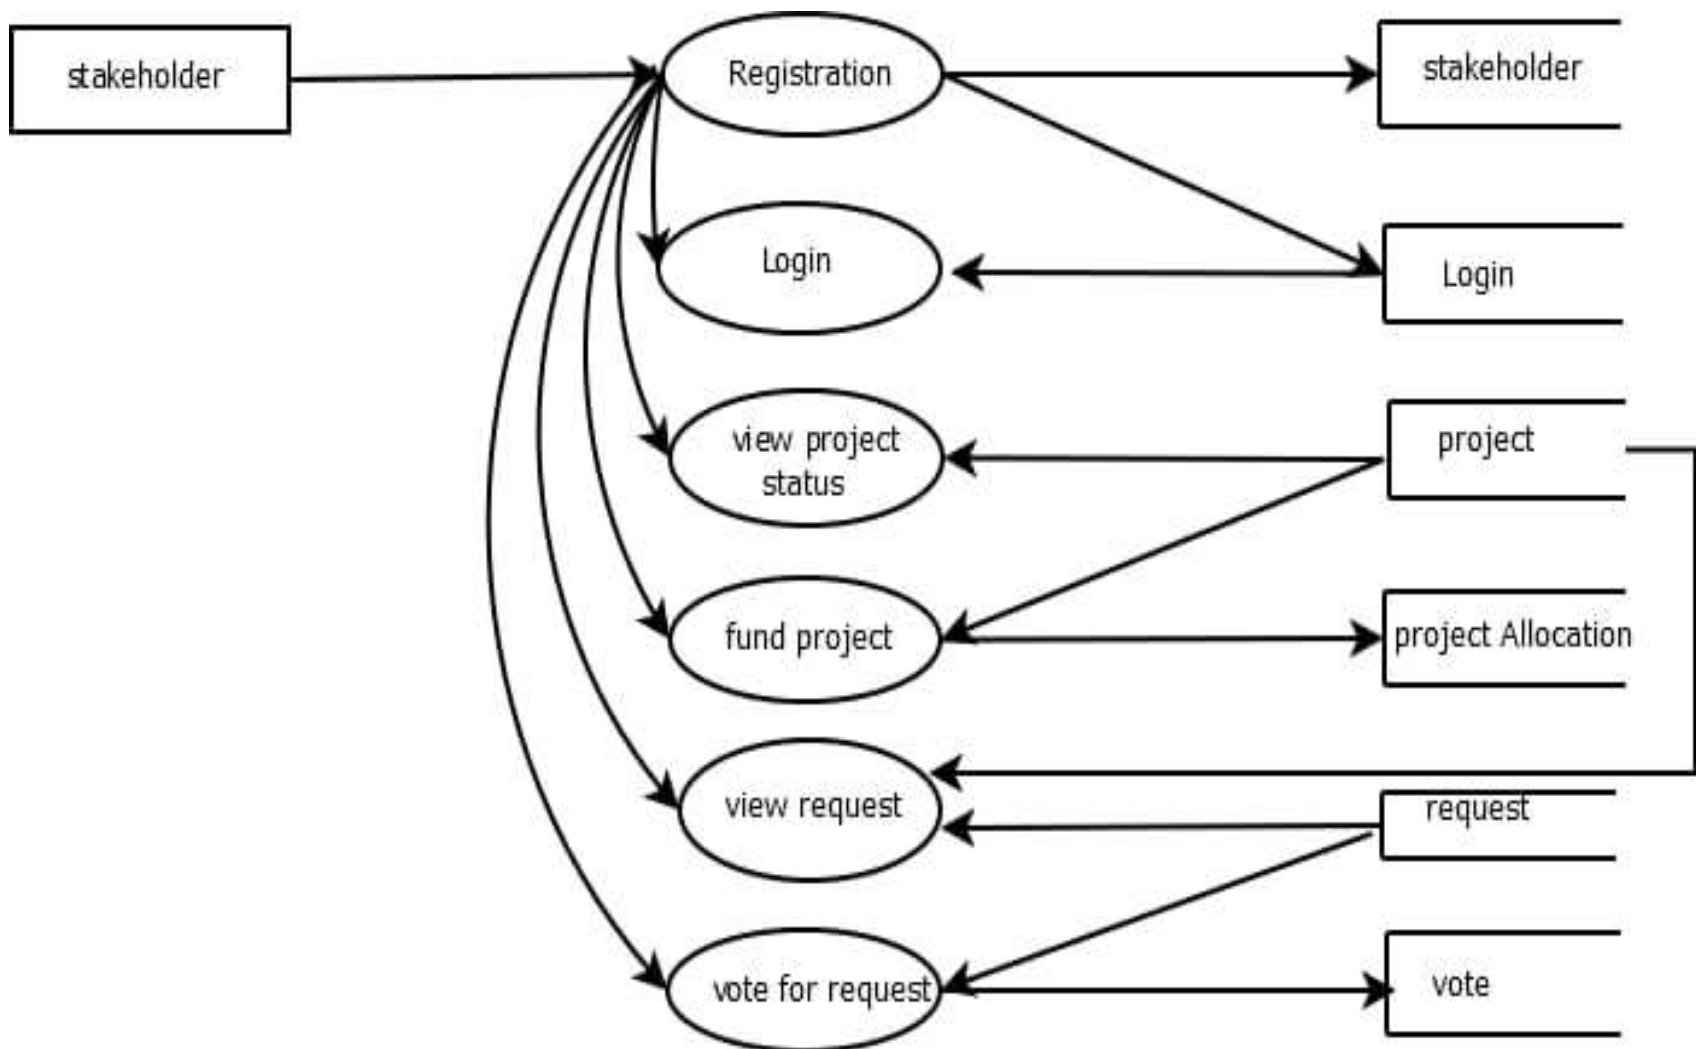 stakeholder
Registration
stakeholder
Login
Login
view project
status
project
fund project
project Allocation
view request
request
vote for request
vote